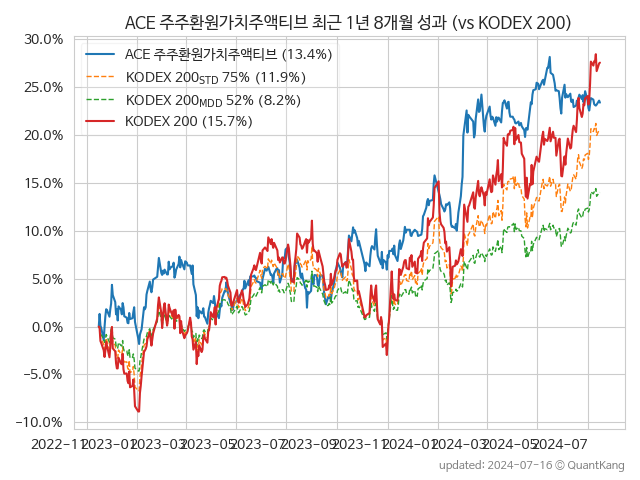 ACE 주주환원가치주액티브 최근 1년 8개월 성과 (vs KODEX 200)
30.0%
25.0%
20.0%
15.0%
10.0%
5.0%
0.0%
−5.0%
−10.0%
ACE 주주환원가치주액티브 (13.4%)
KODEX 200STD 75% (11.9%)
KODEX 200MDD 52% (8.2%)
KODEX 200 (15.7%)
2022-11 2023-01 2023-03 2023-05 2023-07 2023-09 2023-11 2024-01 2024-03 2024-05 2024-07
updated: 2024-07-16 © QuantKang